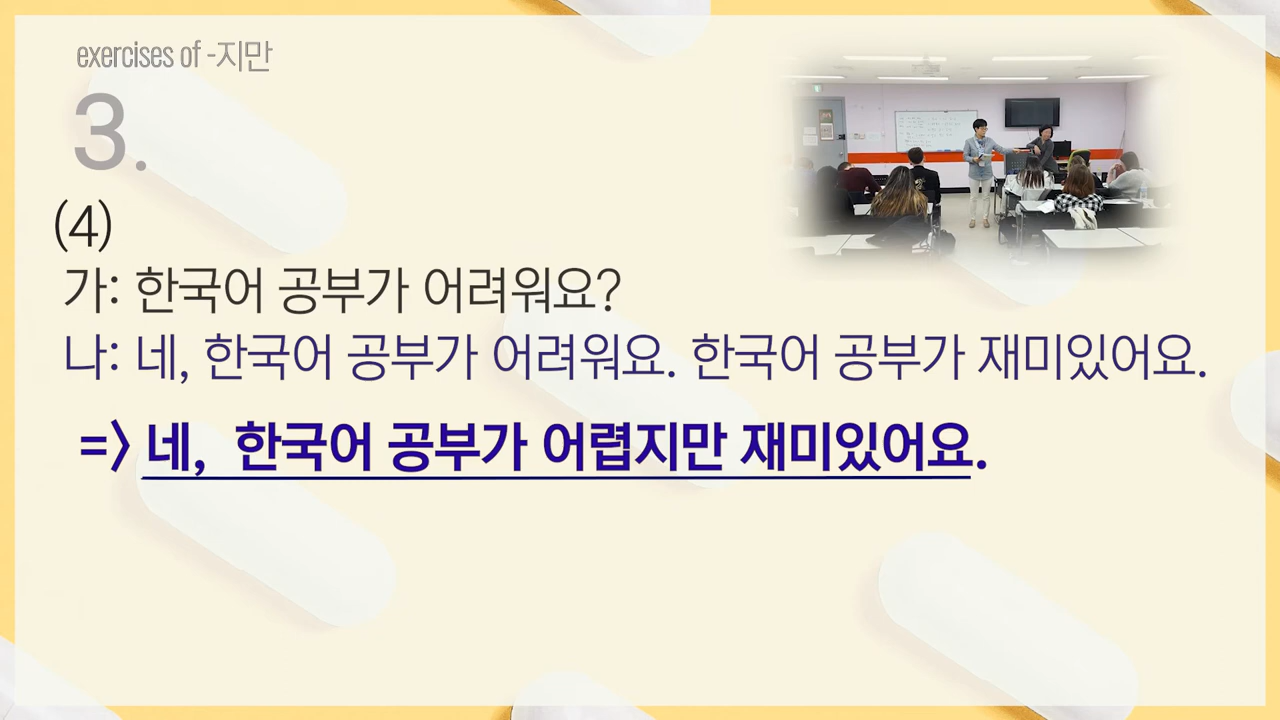 exercises of -지만
3.
(4)
가: 한국어 공부가 어려워요?
나: 네, 한국어 공부가 어려워요. 한국어 공부가 재미있어요.
=> 네, 한국어 공부가 어렵지만 재미있어요.